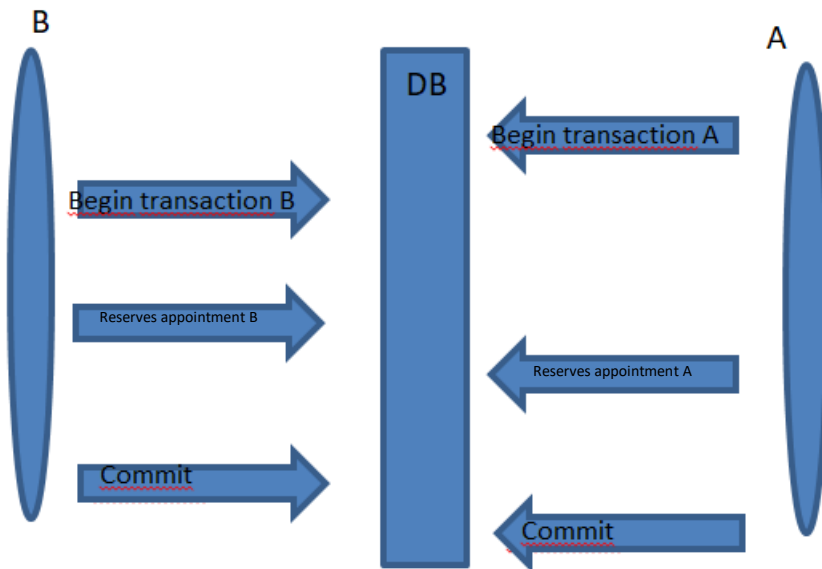 B
A
DB
Begin transaction A
Begin transaction B
Reserves appointment B
Reserves appointment A
Commit
Commit